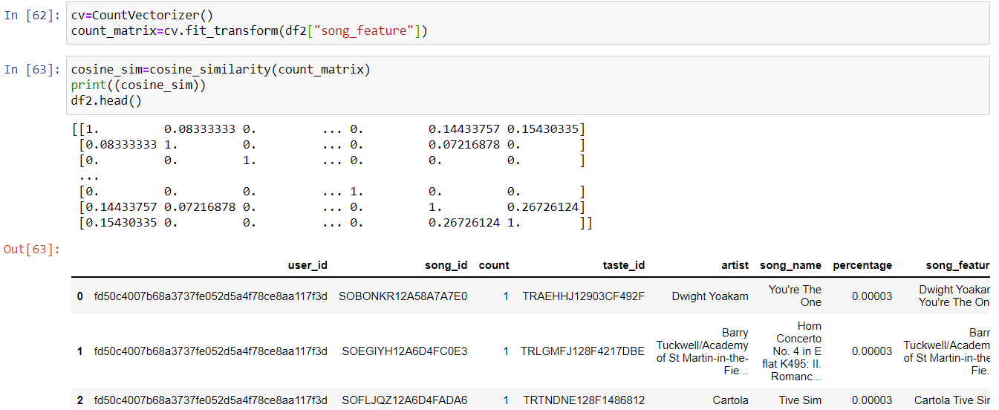 In [62]: cv=CountVectorizer()
count_matrix=cv.fit_transform(df2["song_feature"])
In [63]: cosine_sim=cosine_similarity(count_matrix)
print((cosine_sim))
df2.head()
[[1. 0.08333333 0. ... 0. 0.14433757 0.15430335]
[0.08333333 1. 0. ... 0. 0.07216878 0. ]
[0. 0. 1. ... 0. 0. 0. ]
...
[0. 0. 0. ... 1. 0. 0. ]
[0.14433757 0.07216878 0. ... 0. 1. 0.26726124]
[0.15430335 0. 0. ... 0. 0.26726124 1. ]]
Out[63]:
user_id song_id count taste_id artist song_name percentage song_featur
0 fd50c4007b68a3737fe052d5a4f78ce8aa117f3d SOBONKR12A58A7A7E0 1 TRAEHHJ12903CF492F Dwight Yoakam You're The One 0.00003 Dwight Yoakam You're The On
1 fd50c4007b68a3737fe052d5a4f78ce8aa117f3d SOEGIYH12A6D4FC0E3 1 TRLGMFJ128F4217DBE Barry Tuckwell/Academy of St Martin-in-the-Fie... Horn Concerto No. 4 in E flat K495: II. Romanc... 0.00003 Barr Tuckwell/Academ of St Martin-in-the Fie.
2 fd50c4007b68a3737fe052d5a4f78ce8aa117f3d SOFLJQZ12A6D4FADA6 1 TRTNDNE128F1486812 Cartola Tive Sim 0.00003 Cartola Tive Sir